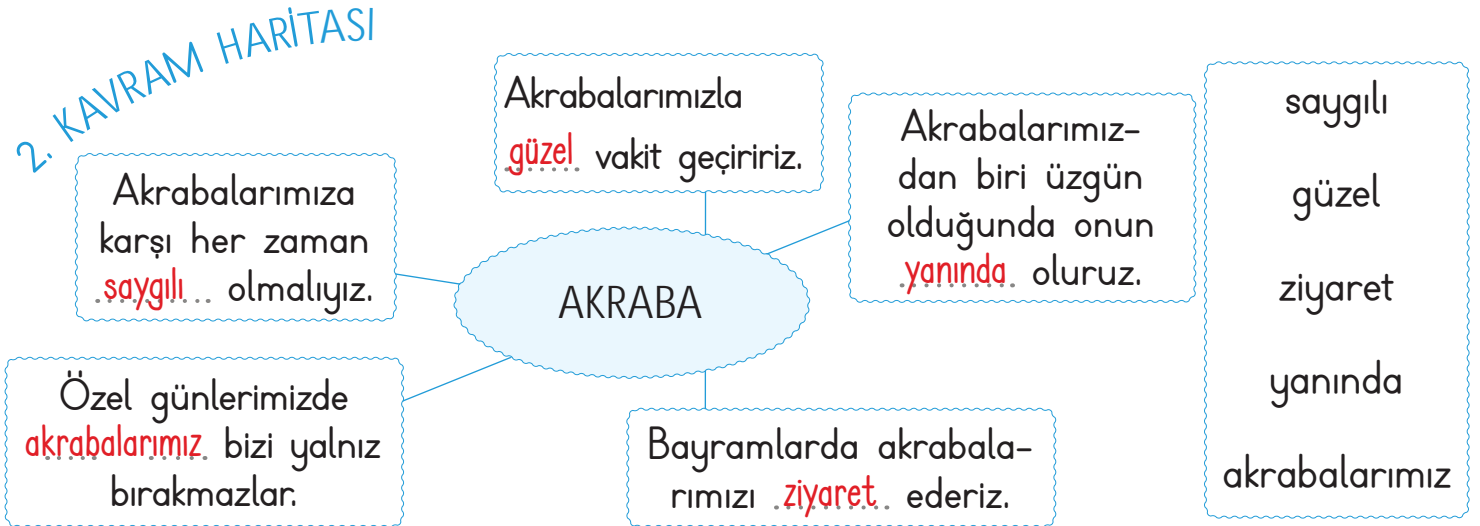 2. KAVRAM HARİTASI
Akrabalarımızla
güzel vakit geçiririz.
Akrabalarımız-
dan biri üzgün
olduğunda onun
yanında oluruz.
Akrabalarımıza
karşı her zaman
saygılı olmalıyız.
AKRABA
Özel günlerimizde
akrabalarımız bizi yalnız
bırakmazlar.
Bayramlarda akrabala-
rımızı ziyaret ederiz.
saygılı
güzel
ziyaret
yanında
akrabalarımız